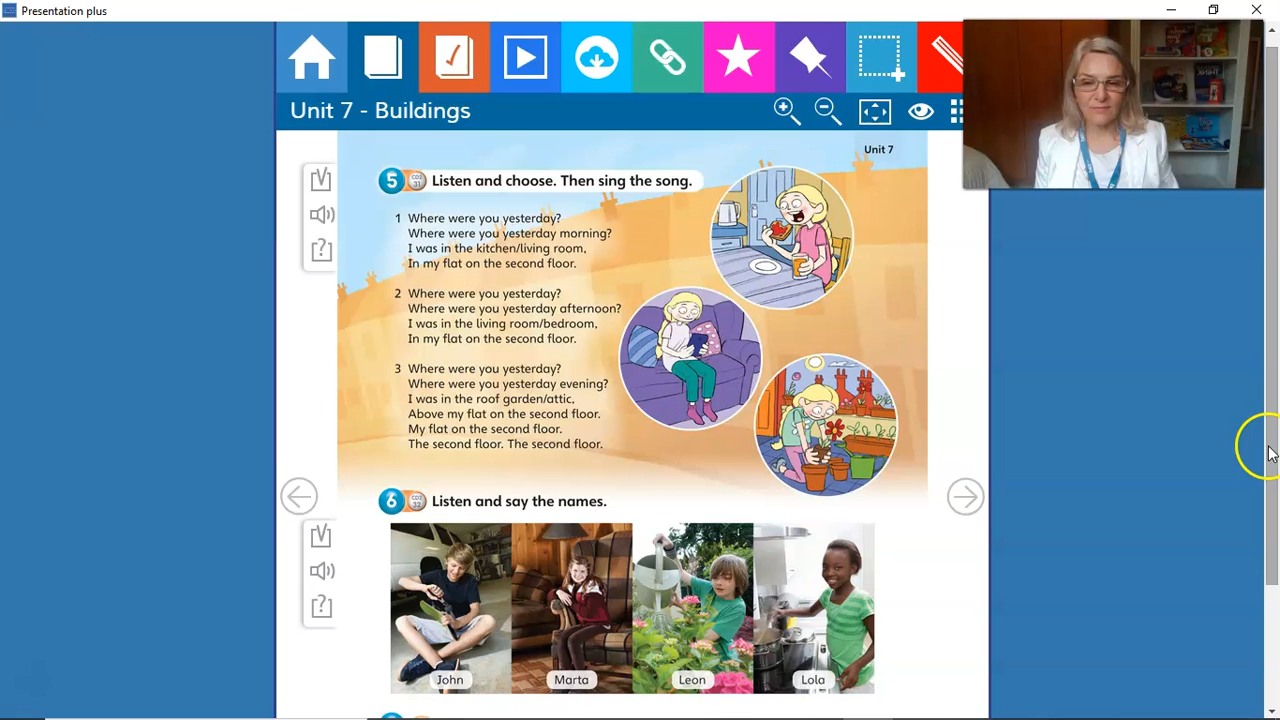 Presentation plus
Unit 7 - Buildings
Unit 7
5 CD2 31 Listen and choose. Then sing the song.
1 Where were you yesterday?
Where were you yesterday morning?
I was in the kitchen/living room,
In my flat on the second floor.
2 Where were you yesterday?
Where were you yesterday afternoon?
I was in the living room/bedroom,
In my flat on the second floor.
3 Where were you yesterday?
Where were you yesterday evening?
I was in the roof garden/attic,
Above my flat on the second floor.
My flat on the second floor.
The second floor. The second floor.
6 CD2 32 Listen and say the names.
John
Marta
Leon
Lola